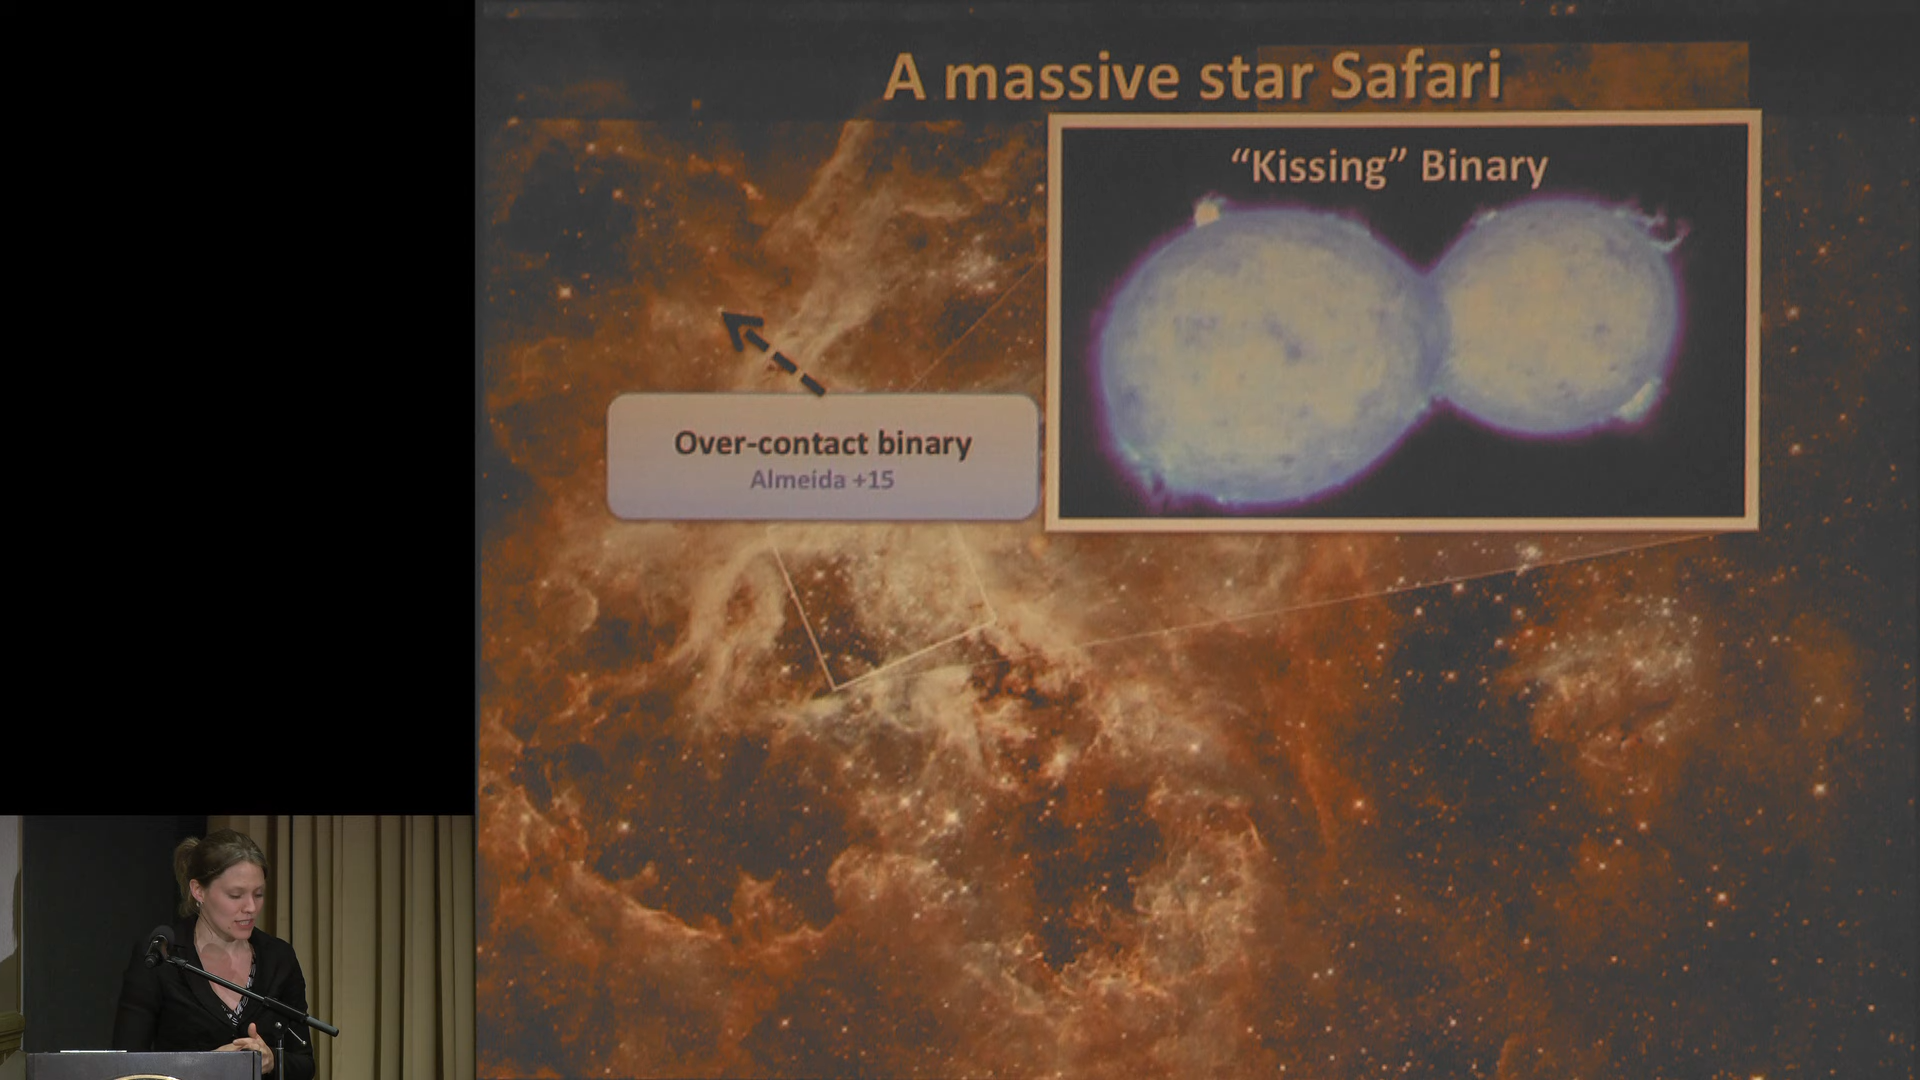 A massive star Safari
“Kissing” Binary
Over-contact binary
Almeida +15